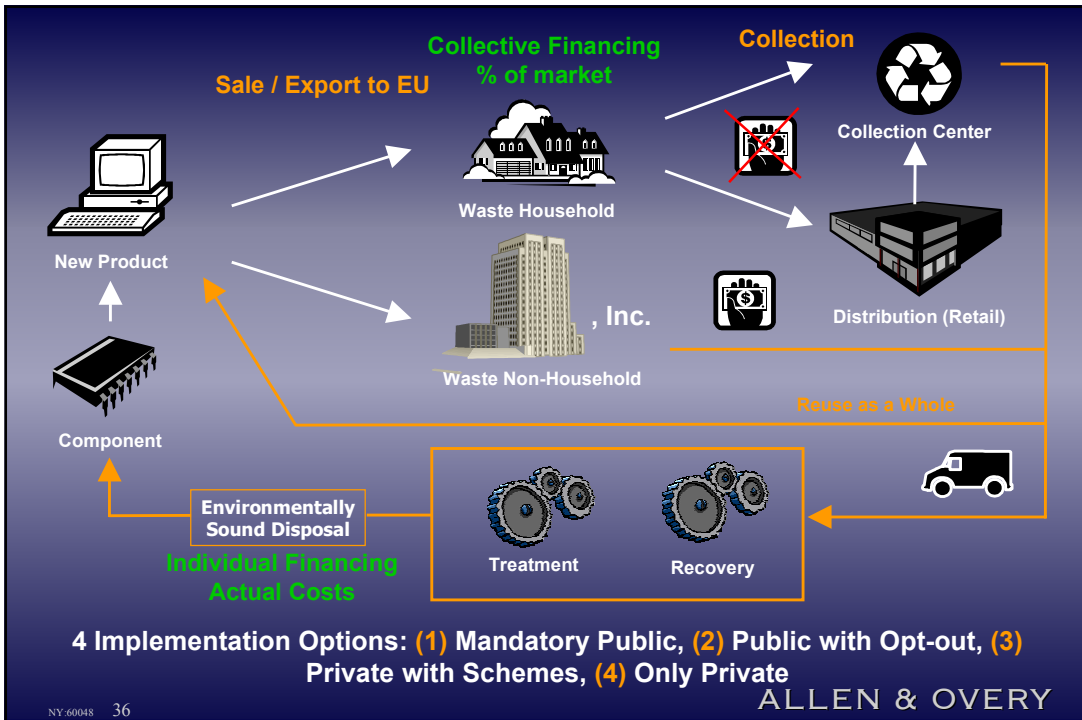 Collective Financing
% of market
Collection
Sale / Export to EU
Collection Center
Waste Household
New Product
, Inc.
Distribution (Retail)
Waste Non-Household
Reuse as a Whole
Component
Environmentally
Sound Disposal
Individual Financing
Actual Costs
Treatment
Recovery
4 Implementation Options: (1) Mandatory Public, (2) Public with Opt-out, (3)
Private with Schemes, (4) Only Private
ALLEN & OVERY
NY:60048 36